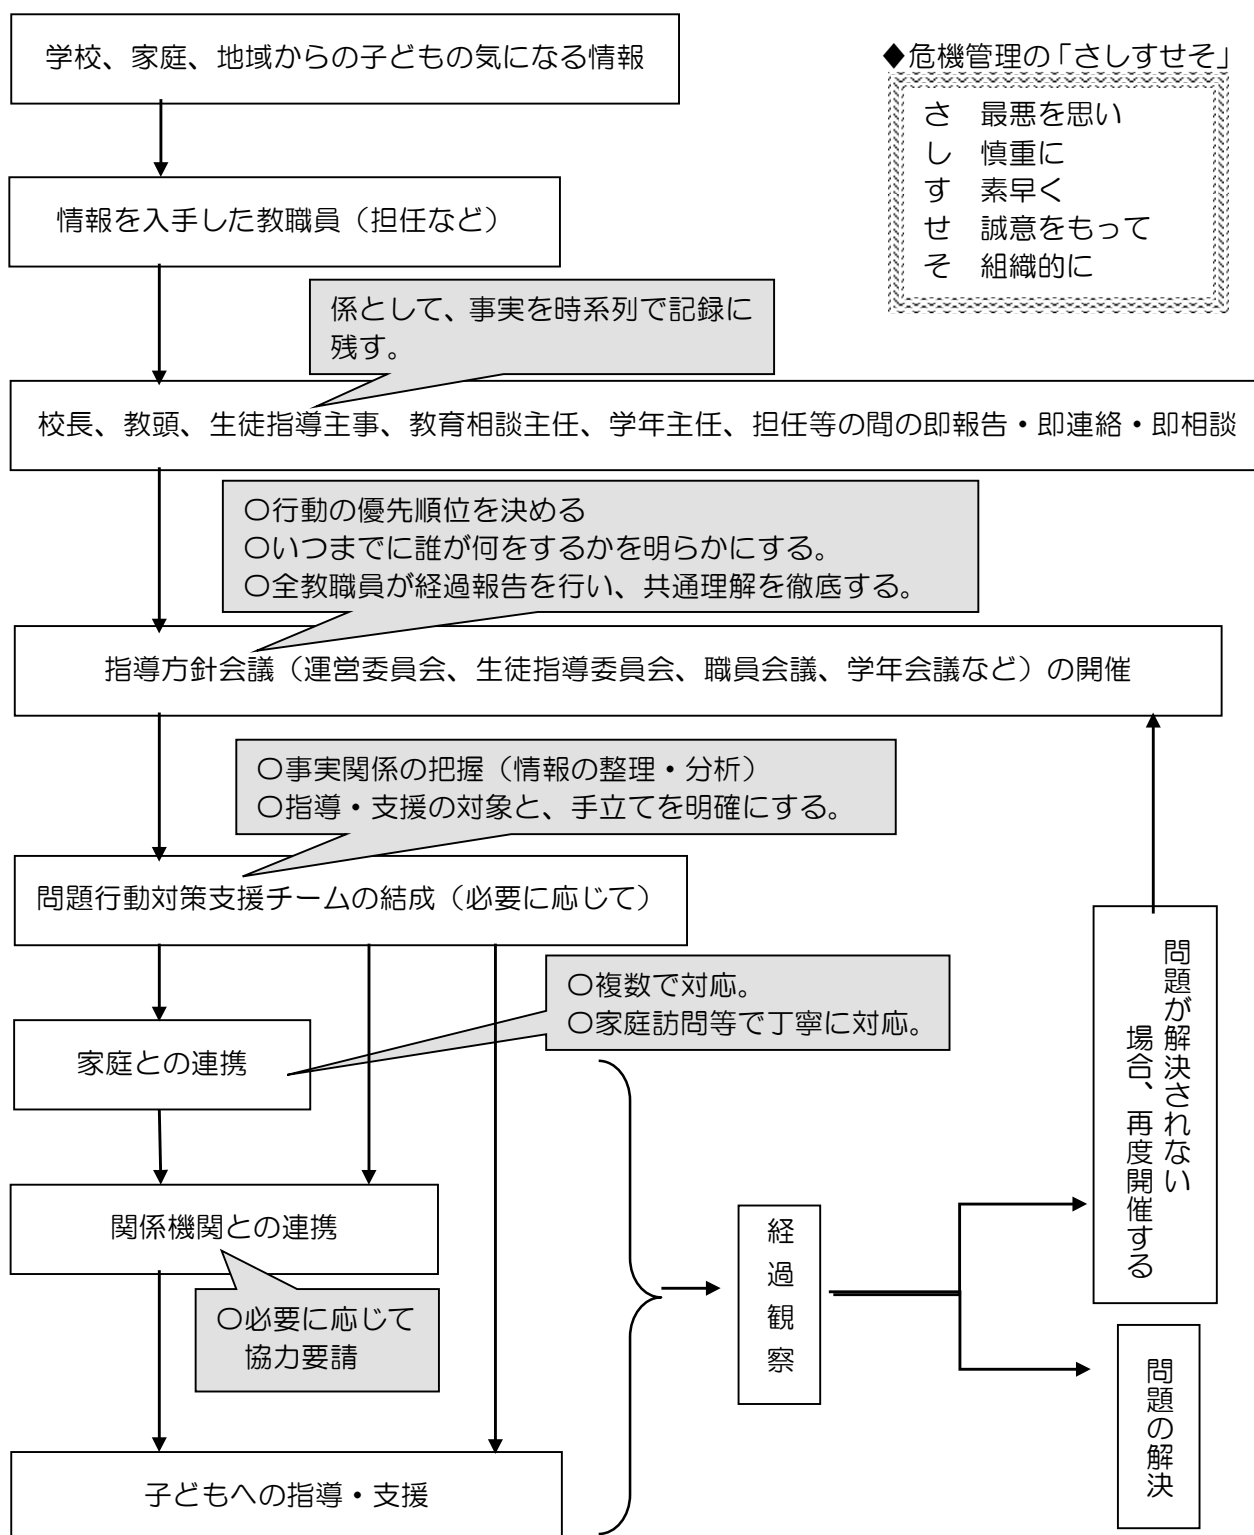 学校、家庭、地域からの子どもの気になる情報
◆危機管理の「さしすせそ」
さ　最悪を思い
し　慎重に
す　素早く
せ　誠意をもって
そ　組織的に
情報を入手した教職員（担任など）
係として、事実を時系列で記録に
残す。
校長、教頭、生徒指導主事、教育相談主任、学年主任、担任等の間の即報告・即連絡・即相談
〇行動の優先順位を決める
〇いつまでに誰が何をするかを明らかにする。
〇全教職員が経過報告を行い、共通理解を徹底する。
指導方針会議（運営委員会、生徒指導委員会、職員会議、学年会議など）の開催
〇事実関係の把握（情報の整理・分析）
〇指導・支援の対象と、手立てを明確にする。
問題行動対策支援チームの結成（必要に応じて）
〇複数で対応。
〇家庭訪問等で丁寧に対応。
家庭との連携
関係機関との連携
〇必要に応じて
協力要請
子どもへの指導・支援
経過観察
問題が解決されない
場合、再度開催する
問題の解決